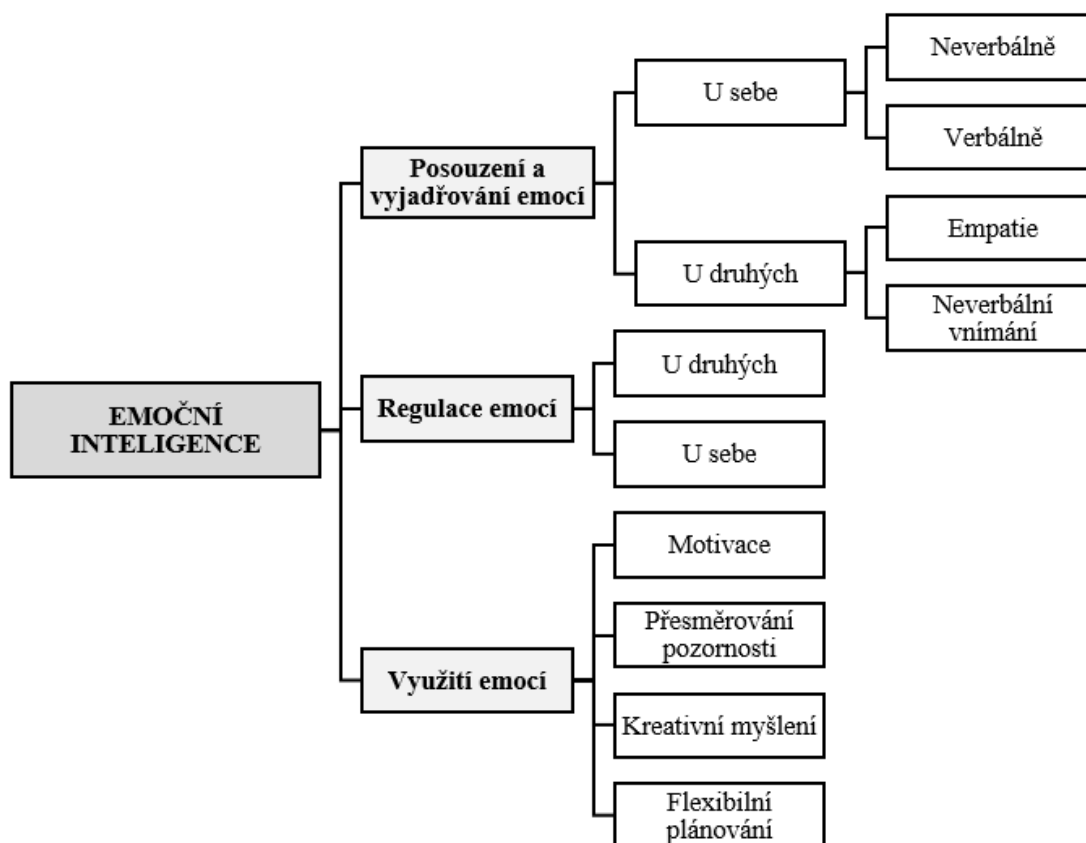 EMOČNÍ
INTELIGENCE
Posouzení a
vyjadřování emocí
U sebe
Neverbálně
Verbálně
U druhých
Empatie
Neverbální
vnímání
Regulace emocí
U druhých
U sebe
Využití emocí
Motivace
Přesměrování
pozornosti
Kreativní myšlení
Flexibilní
plánování